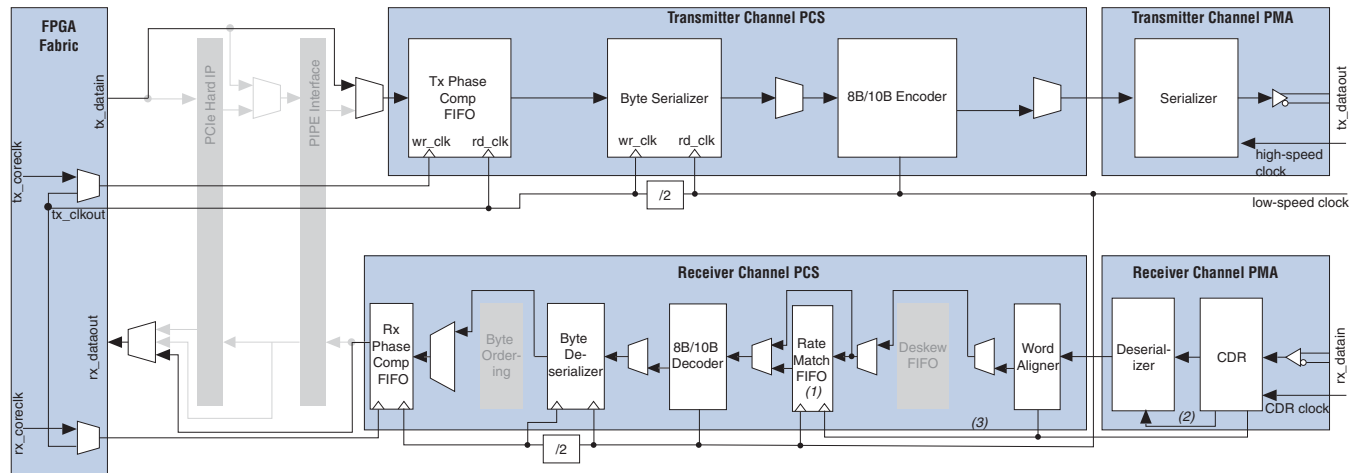 FPGA
Fabric
Transmitter Channel PCS
Transmitter Channel PMA
tx_datain
PCIe Hard IP
PIPE Interface
Tx Phase
Comp
FIFO
wr_clk
rd_clk
Byte Serializer
wr_clk
rd_clk
8B/10B Encoder
Serializer
tx_dataout
high-speed
clock
tx_coreclk
tx_clkout
/2
low-speed clock
Receiver Channel PCS
Receiver Channel PMA
rx_dataout
Rx
Phase
Comp
FIFO
Byte
Order-
ing
Byte
De-
serializer
8B/10B
Decoder
Rate
Match
FIFO
(1)
Deskew
FIFO
Word
Aligner
Deserial-
izer
CDR
rx_datain
CDR clock
rx_coreclk
/2
(3)
(2)